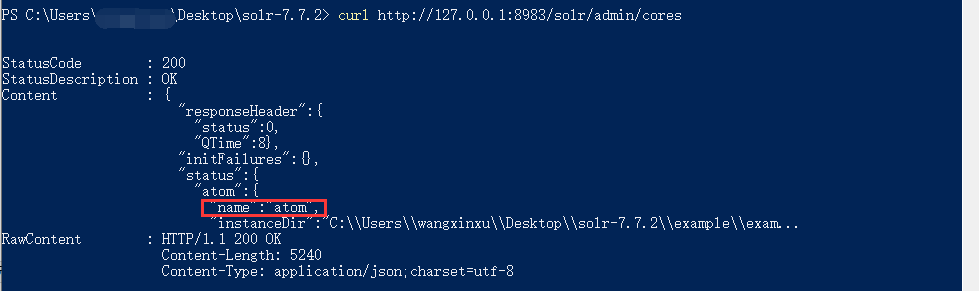 PS C:\Users\ \Desktop\solr-7.7.2> curl http://127.0.0.1:8983/solr/admin/cores
StatusCode : 200
StatusDescription : OK
Content : {
"responseHeader":{
"status":0,
"QTime":8},
"initFailures":{},
"status":{
"atom":{
"name":"atom",
"instanceDir":"C:\\Users\\wangxinxu\\Desktop\\solr-7.7.2\\example\\exam...
RawContent : HTTP/1.1 200 OK
Content-Length: 5240
Content-Type: application/json;charset=utf-8